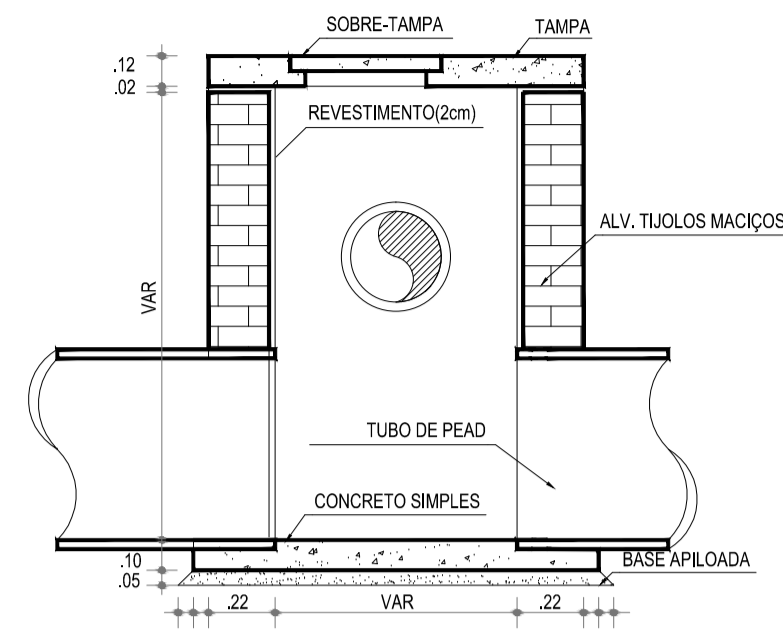 SOBRE-TAMPA
TAMPA
.12
.02
REVESTIMENTO(2cm)
ALV. TIJOLOS MACIÇOS
VAR
TUBO DE PEAD
CONCRETO SIMPLES
BASE APILOADA
.10
.05
.22
VAR
.22